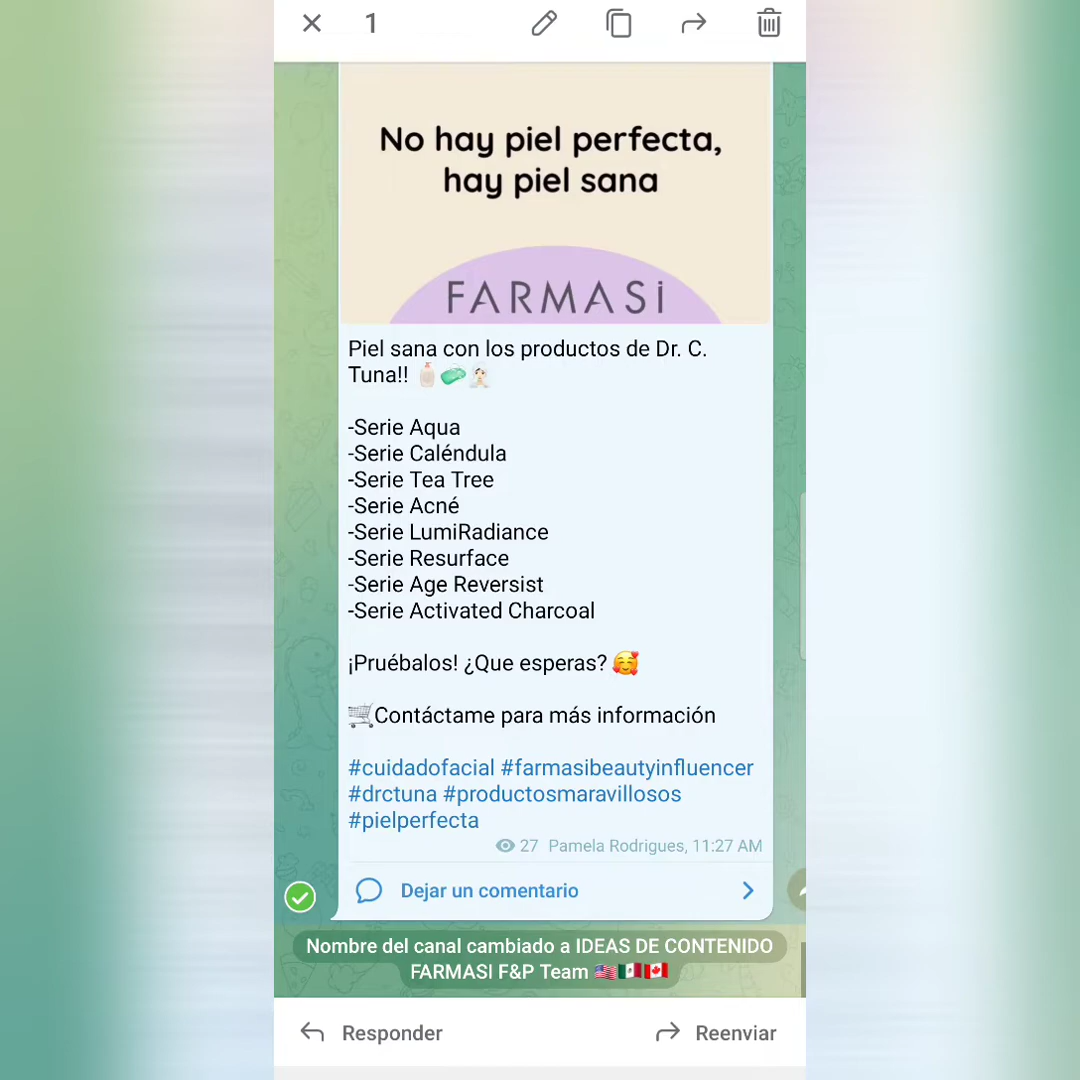 1
No hay piel perfecta,
hay piel sana
FARMASi
Piel sana con los productos de Dr. C.
Tuna!! 🧴🧼🧖🏻‍♀️
-Serie Aqua
-Serie Caléndula
-Serie Tea Tree
-Serie Acné
-Serie LumiRadiance
-Serie Resurface
-Serie Age Reversist
-Serie Activated Charcoal
¡Pruébalos! ¿Que esperas? 🥰
🛒Contáctame para más información
#cuidadofacial #farmasibeautyinfluencer
#drctuna #productosmaravillosos
#pielperfecta
27 Pamela Rodrigues, 11:27 AM
Dejar un comentario
Nombre del canal cambiado a IDEAS DE CONTENIDO
FARMASI F&P Team 🇺🇸🇲🇽🇨🇦
Responder
Reenviar